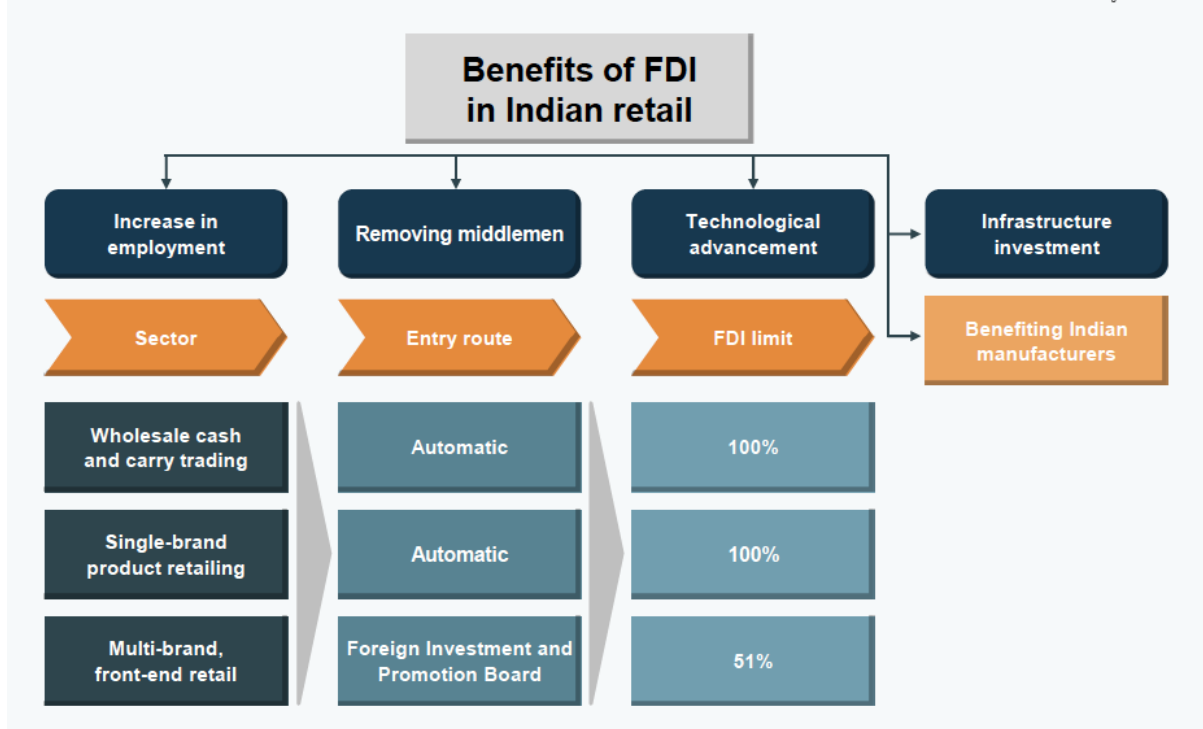 Benefits of FDI
in Indian retail
Increase in
employment
Removing middlemen
Technological
advancement
Infrastructure
investment
Sector
Entry route
FDI limit
Benefiting Indian
manufacturers
Wholesale cash
and carry trading
Automatic
100%
Single-brand
product retailing
Automatic
100%
Multi-brand,
front-end retail
Foreign Investment and
Promotion Board
51%